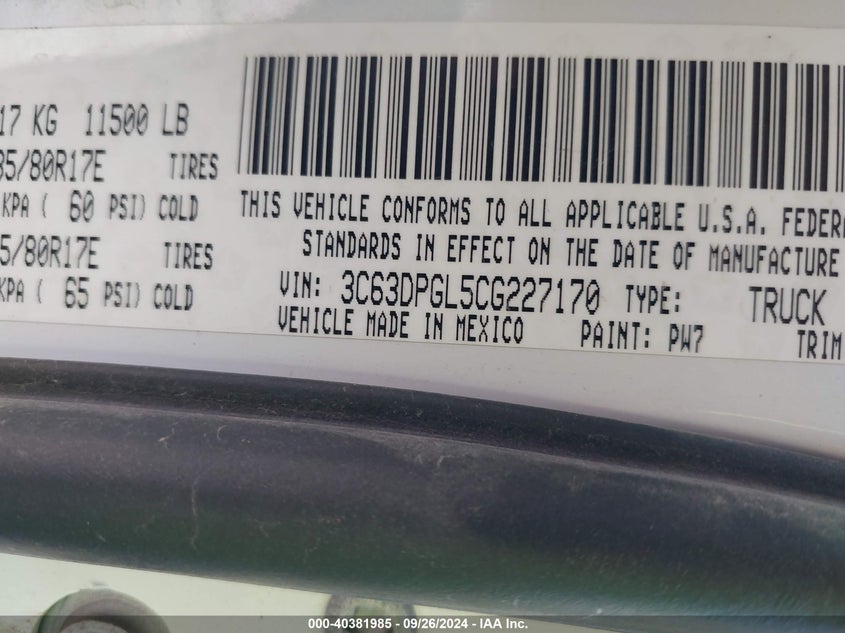 17 KG 11500 LB
35/80R17E TIRES
KPA ( 60 PSI) COLD
5/80R17E TIRES
KPA ( 65 PSI) COLD
THIS VEHICLE CONFORMS TO ALL APPLICABLE U.S.A. FEDERA
STANDARDS IN EFFECT ON THE DATE OF MANUFACTURE
VIN: 3C63DPGL5CG227170 TYPE: TRUCK
VEHICLE MADE IN MEXICO PAINT: PW7 TRIM
000-40381985 - 09/26/2024 - IAA Inc.